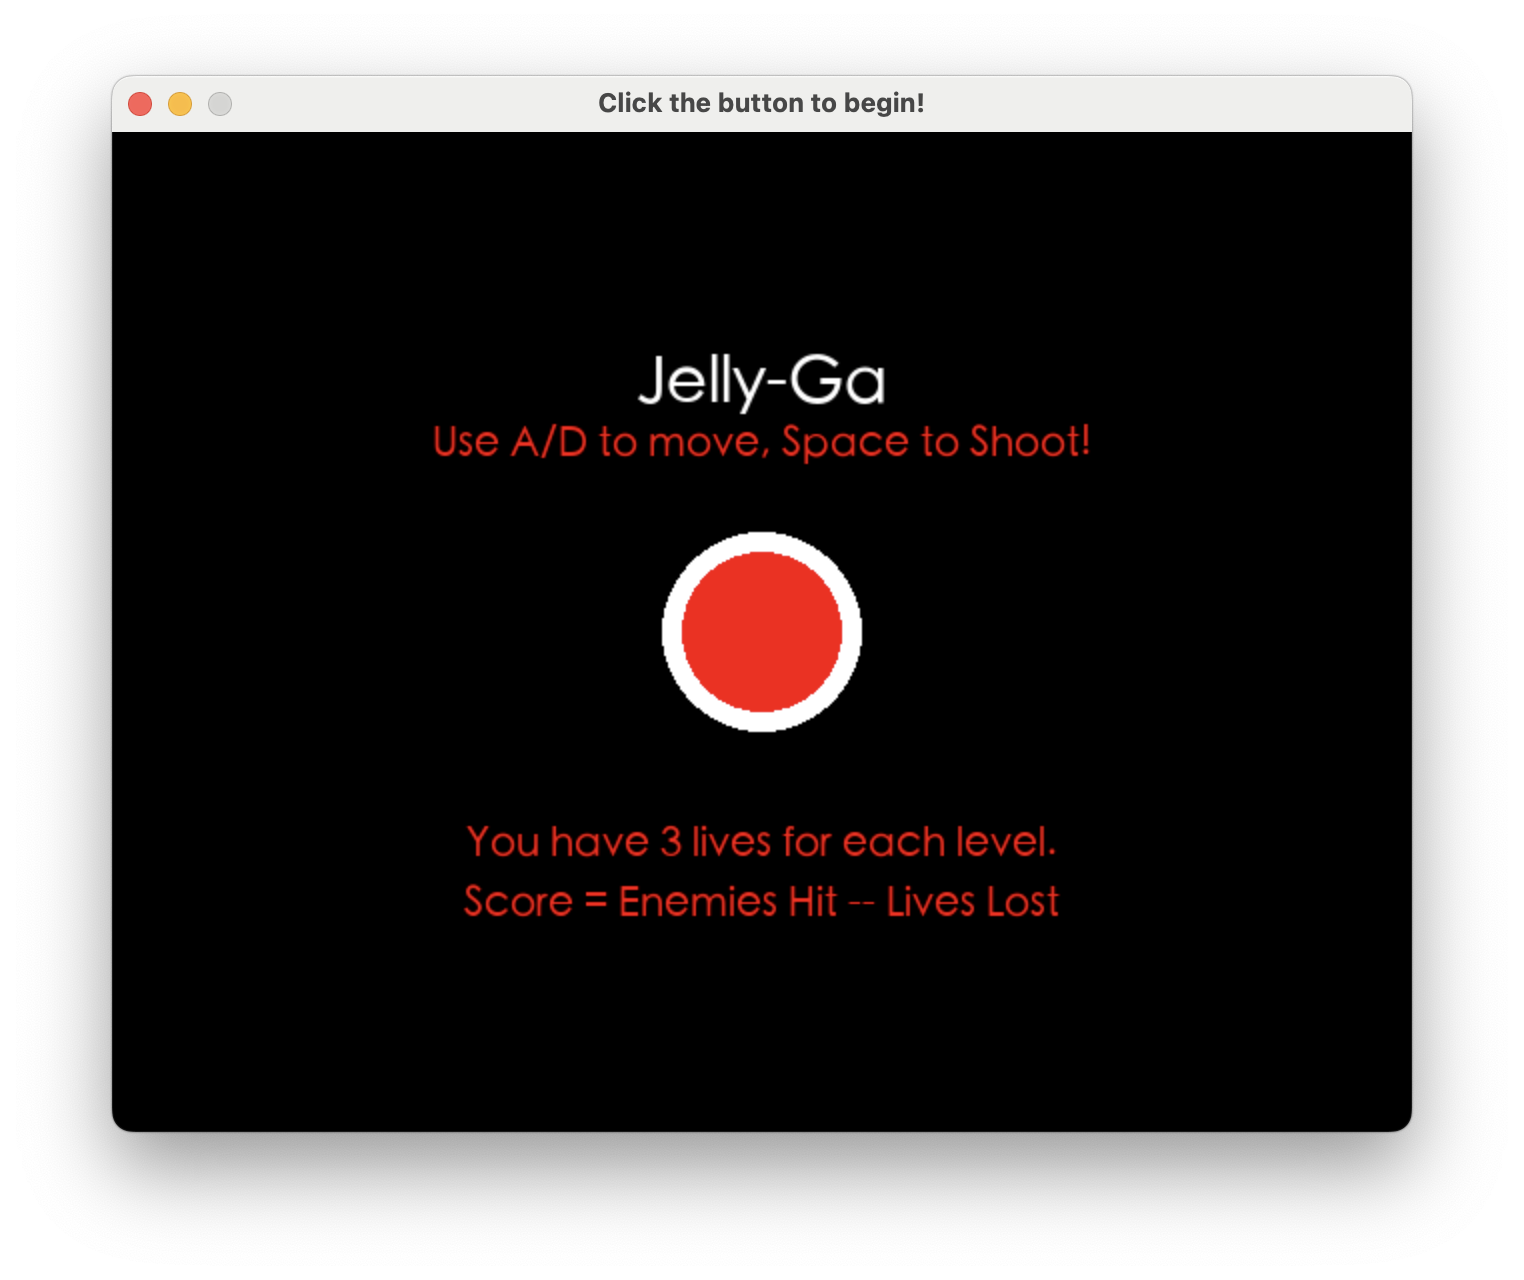 Click the button to begin!
Jelly-Ga
Use A/D to move, Space to Shoot!
You have 3 lives for each level.
Score = Enemies Hit -- Lives Lost